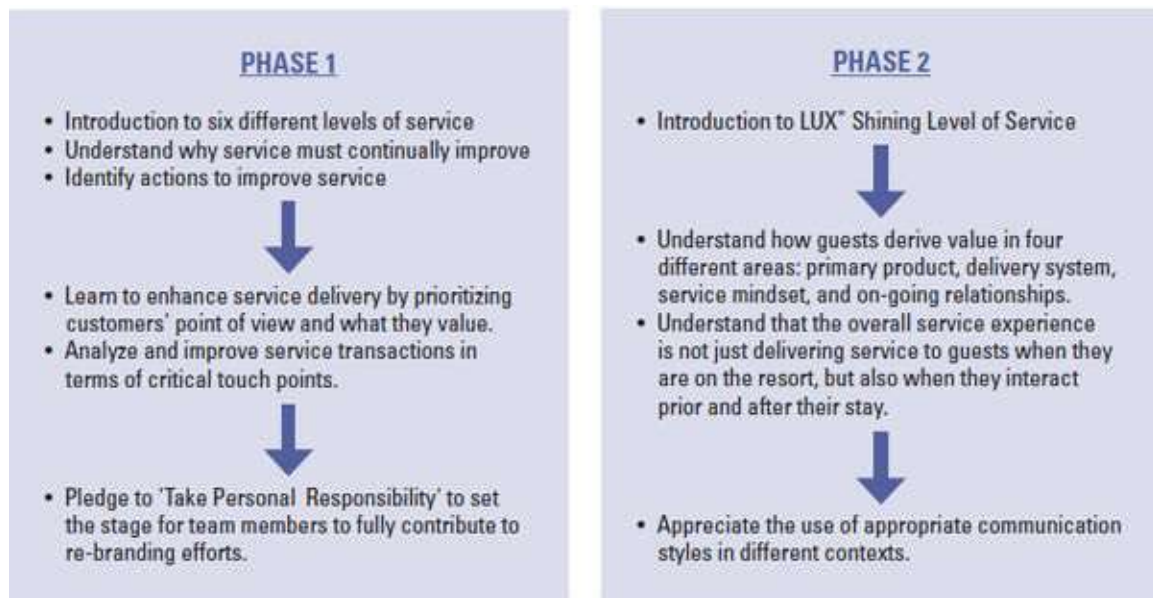 PHASE 1
• Introduction to six different levels of service
• Understand why service must continually improve
• Identify actions to improve service
• Learn to enhance service delivery by prioritizing
customers' point of view and what they value.
• Analyze and improve service transactions in
terms of critical touch points.
• Pledge to 'Take Personal Responsibility' to set
the stage for team members to fully contribute to
re-branding efforts.
PHASE 2
• Introduction to LUX* Shining Level of Service
• Understand how guests derive value in four
different areas: primary product, delivery system,
service mindset, and on-going relationships.
• Understand that the overall service experience
is not just delivering service to guests when they
are on the resort, but also when they interact
prior and after their stay.
• Appreciate the use of appropriate communication
styles in different contexts.